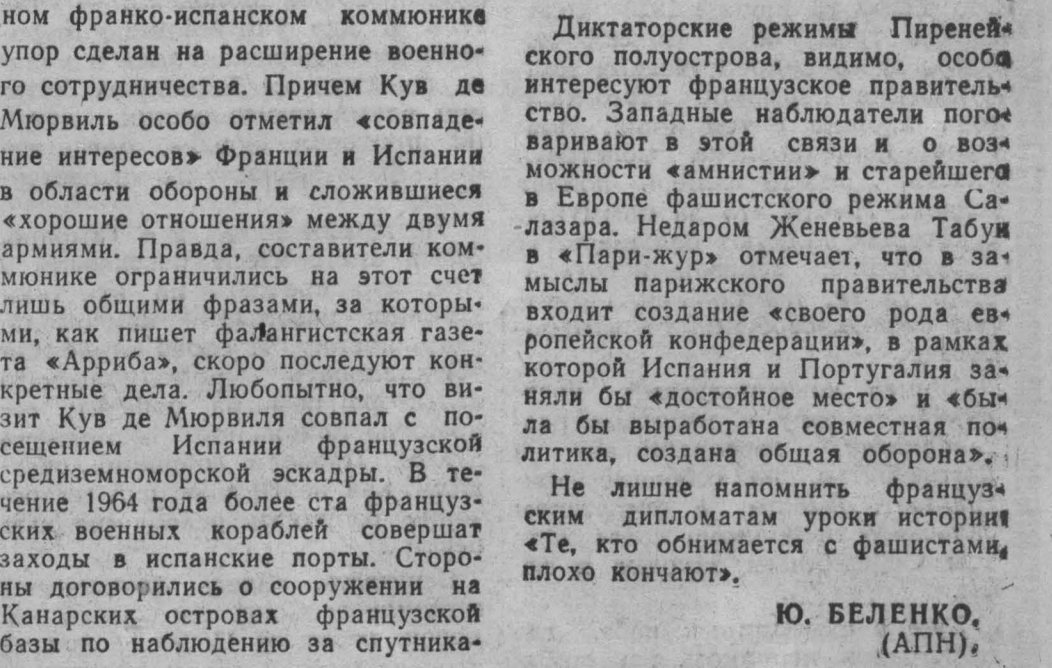 ном франко-испанском коммюнике
упор сделан на расширение военно-
го сотрудничества. Причем Кув де
Мюрвиль особо отметил «совпаде-
ние интересов» Франции и Испании
в области обороны и сложившиеся
«хорошие отношения» между двумя
армиями. Правда, составители ком-
мюнике ограничились на этот счет
лишь общими фразами, за которы-
ми, как пишет фалангистская газе-
та «Арриба», скоро последуют кон-
кретные дела. Любопытно, что ви-
зит Кув де Мюрвиля совпал с по-
сещением Испании французской
средиземноморской эскадры. В те-
чение 1964 года более ста француз-
ских военных кораблей совершат
заходы в испанские порты. Сторо-
ны договорились о сооружении на
Канарских островах французской
базы по наблюдению за спутника-
Диктаторские режимы Пиреней-
ского полуострова, видимо, особо
интересуют французское правитель-
ство. Западные наблюдатели пого-
варивают в этой связи и о воз-
можности «амнистии» и старейшего
в Европе фашистского режима Са-
лазара. Недаром Женевьева Табуи
в «Пари-жур» отмечает, что в за-
мыслы парижского правительства
входит создание «своего рода ев-
ропейской конфедерации», в рамках
которой Испания и Португалия за-
няли бы «достойное место» и «бы-
ла бы выработана совместная по-
литика, создана общая оборона».
Не лишне напомнить француз-
ским дипломатам уроки истории:
«Те, кто обнимается с фашистами,
плохо кончают».
Ю. БЕЛЕНКО,
(АПН).